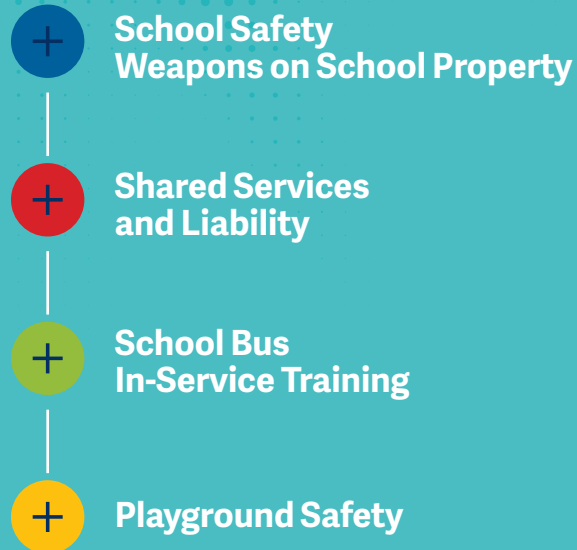 School Safety
Weapons on School Property
Shared Services
and Liability
School Bus
In-Service Training
Playground Safety